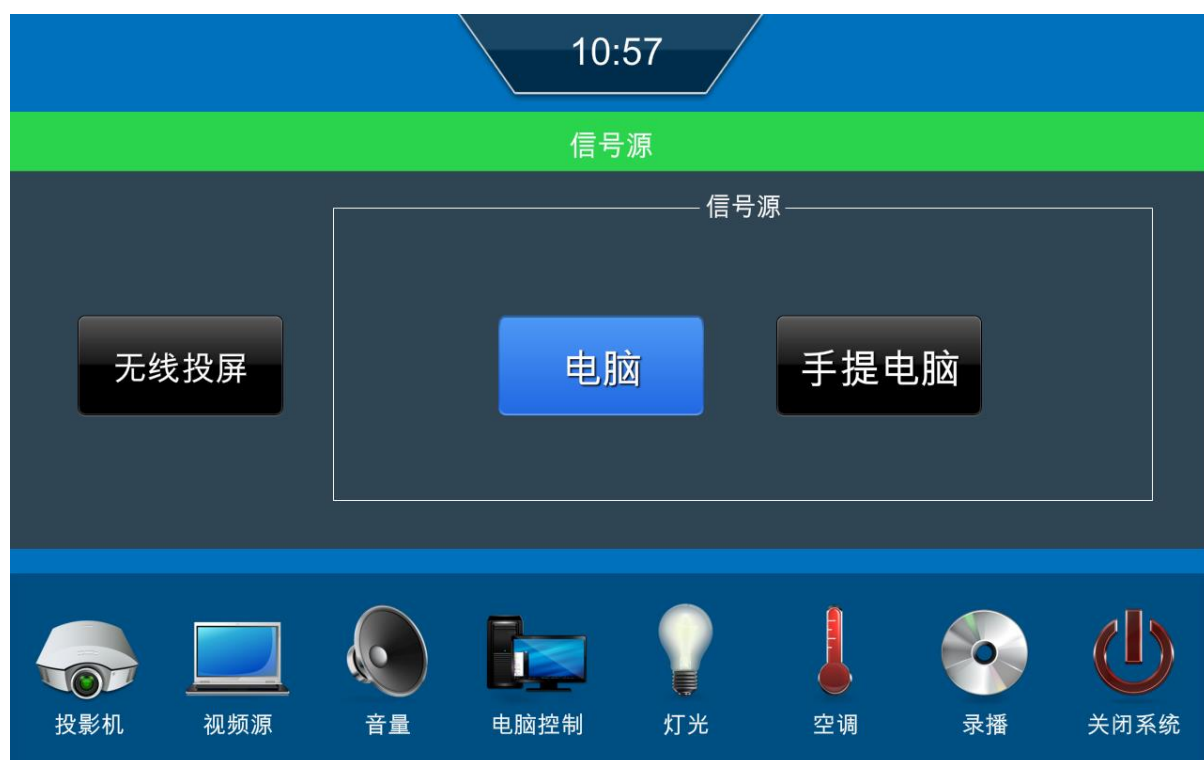 10:57
信号源
信号源
无线投屏
电脑
手提电脑
投影机
视频源
音量
电脑控制
灯光
空调
录播
关闭系统